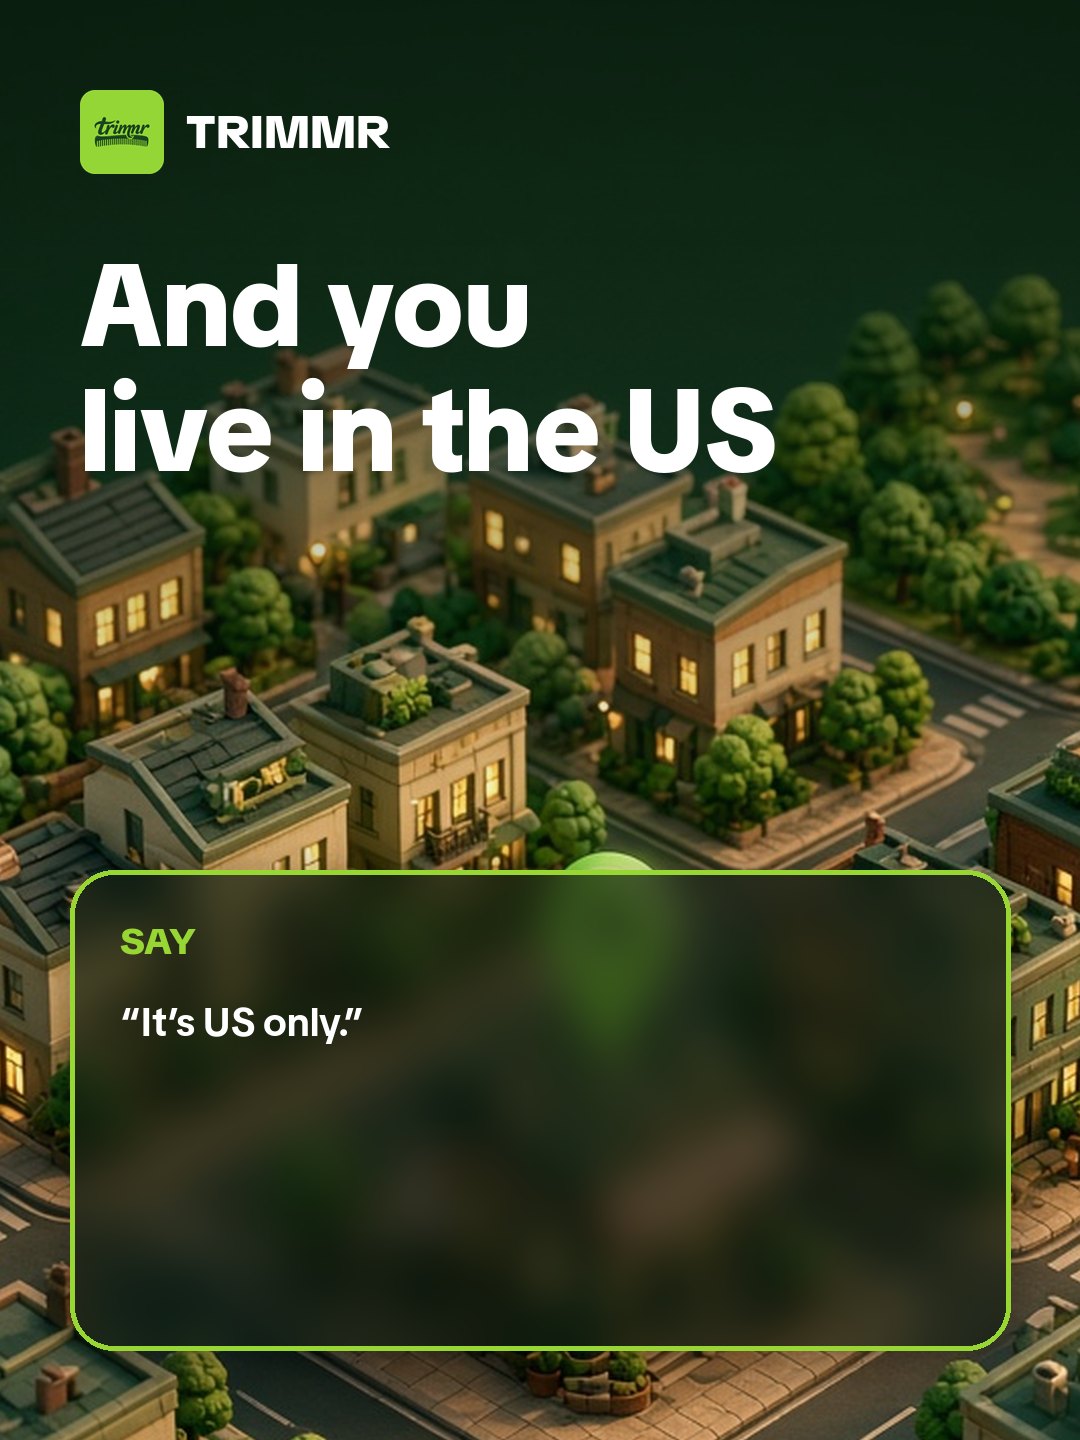 trimmr
TRIMMR
And you
live in the US
SAY
“It’s US only.”